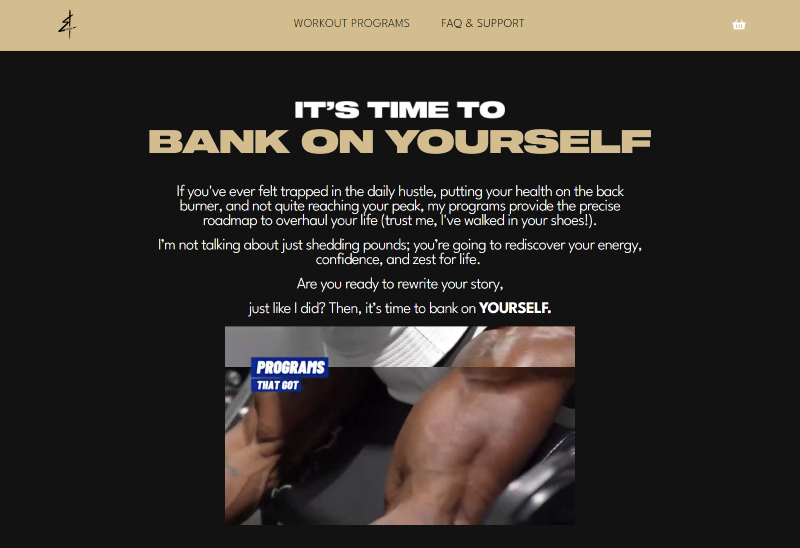 WORKOUT PROGRAMS FAQ & SUPPORT
IT'S TIME TO
BANK ON YOURSELF
If you've ever felt trapped in the daily hustle, putting your health on the back
burner, and not quite reaching your peak, my programs provide the precise
roadmap to overhaul your life (trust me, I've walked in your shoes!).
I'm not talking about just shedding pounds; you're going to rediscover your energy,
confidence, and zest for life.
Are you ready to rewrite your story,
just like I did? Then, it's time to bank on YOURSELF.
PROGRAMS
THAT GOT